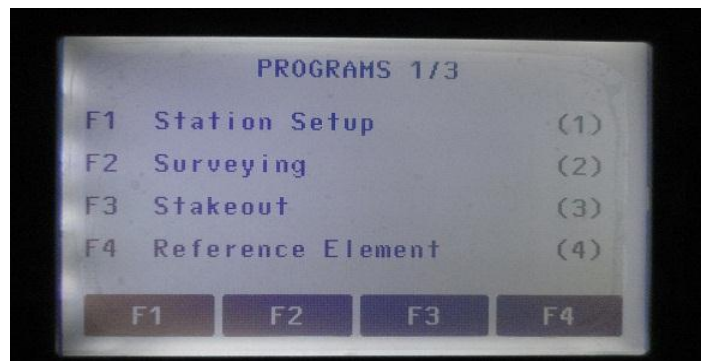 PROGRAMS 1/3
F1 Station Setup (1)
F2 Surveying (2)
F3 Stakeout (3)
F4 Reference Element (4)
F1 F2 F3 F4